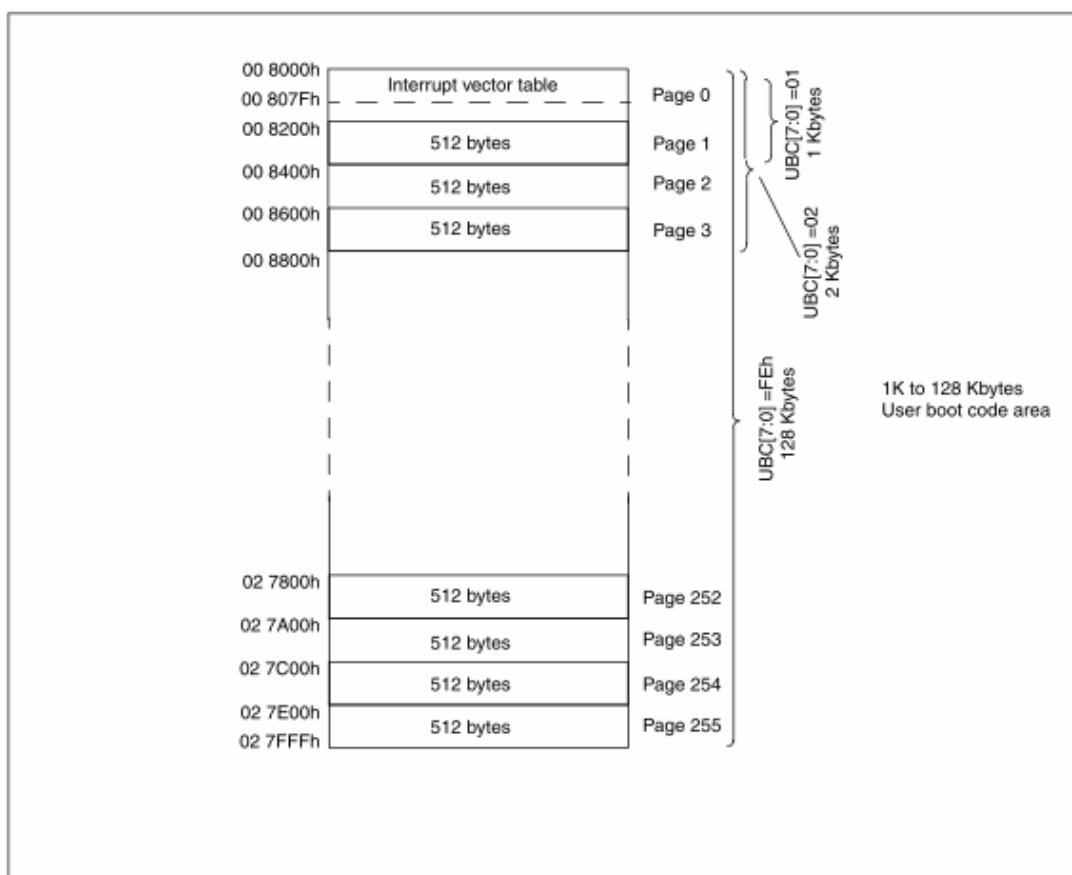 00 8000h
Interrupt vector table
Page 0
00 807Fh
00 8200h
512 bytes
Page 1
00 8400h
512 bytes
Page 2
00 8600h
512 bytes
Page 3
00 8800h
UBC[7:0] =01
1 Kbytes
UBC[7:0] =02
2 Kbytes
UBC[7:0] =FEh
128 Kbytes
1K to 128 Kbytes
User boot code area
02 7800h
512 bytes
Page 252
02 7A00h
512 bytes
Page 253
02 7C00h
512 bytes
Page 254
02 7E00h
512 bytes
Page 255
02 7FFFh